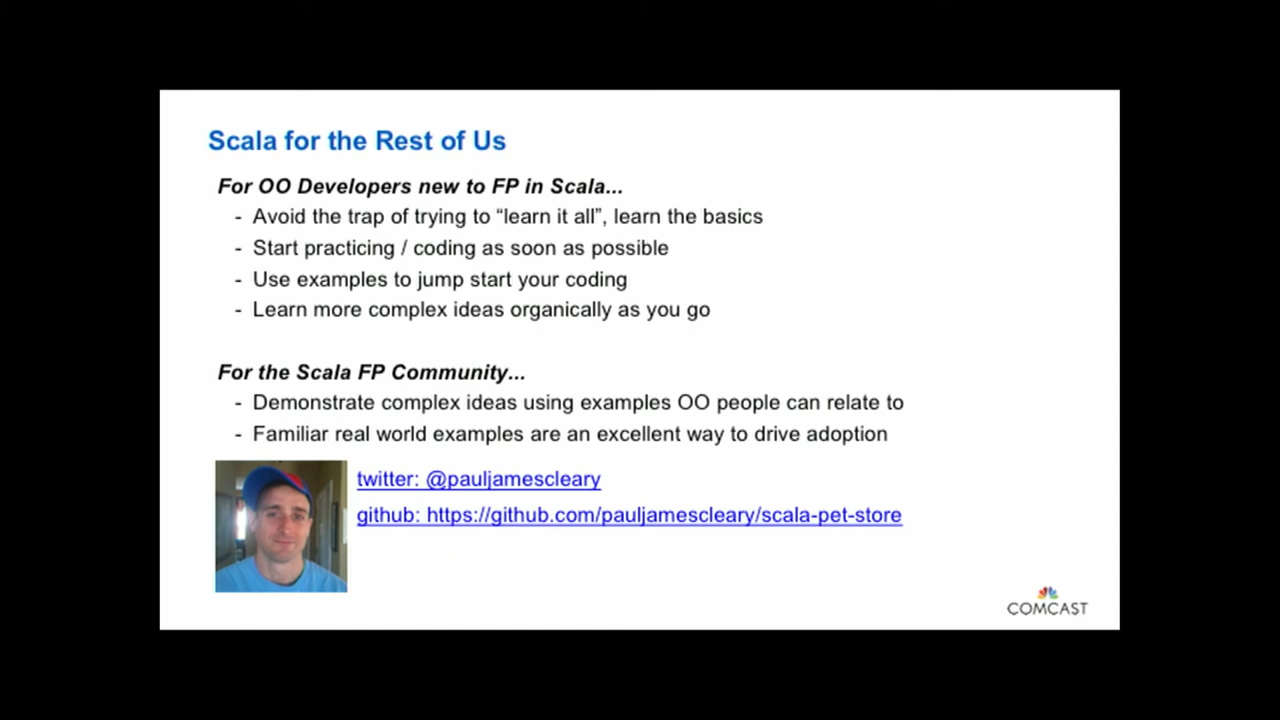 Scala for the Rest of Us
For OO Developers new to FP in Scala...
- Avoid the trap of trying to “learn it all”, learn the basics
- Start practicing / coding as soon as possible
- Use examples to jump start your coding
- Learn more complex ideas organically as you go
For the Scala FP Community...
- Demonstrate complex ideas using examples OO people can relate to
- Familiar real world examples are an excellent way to drive adoption
twitter: @pauljamescleary
github: https://github.com/pauljamescleary/scala-pet-store
COMCAST